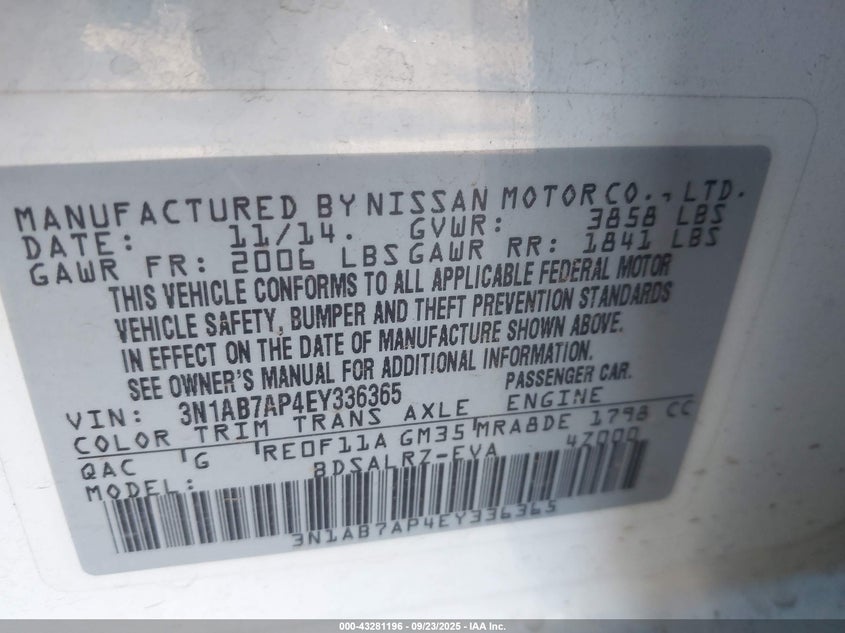 MANUFACTURED BY NISSAN MOTOR CO., LTD.
DATE: 11/14. GVWR: 3858 LBS
GAWR FR: 2006 LBS GAWR RR: 1841 LBS
THIS VEHICLE CONFORMS TO ALL APPLICABLE FEDERAL MOTOR
VEHICLE SAFETY, BUMPER AND THEFT PREVENTION STANDARDS
IN EFFECT ON THE DATE OF MANUFACTURE SHOWN ABOVE.
SEE OWNER'S MANUAL FOR ADDITIONAL INFORMATION.
VIN: 3N1AB7AP4EY336365 PASSENGER CAR.
COLOR TRIM TRANS AXLE ENGINE
QAC G RE0F11A GM35 MRA8DE 1798 CC
MODEL: BDSALRZ-EVA 47000
3N1AB7AP4EY336365
000-43281196 - 09/23/2025 - IAA Inc.